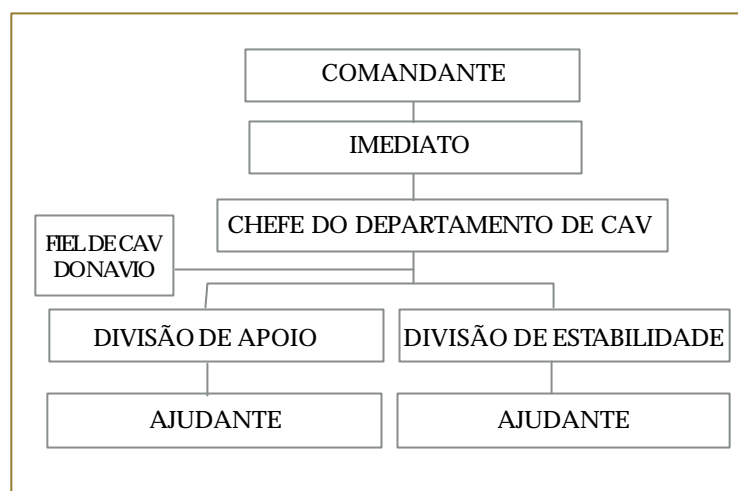 COMANDANTE
IMEDIATO
CHEFE DO DEPARTAMENTO DE CAV
FIEL DE CAV
DO NAVIO
DIVISÃO DE APOIO
DIVISÃO DE ESTABILIDADE
AJUDANTE
AJUDANTE